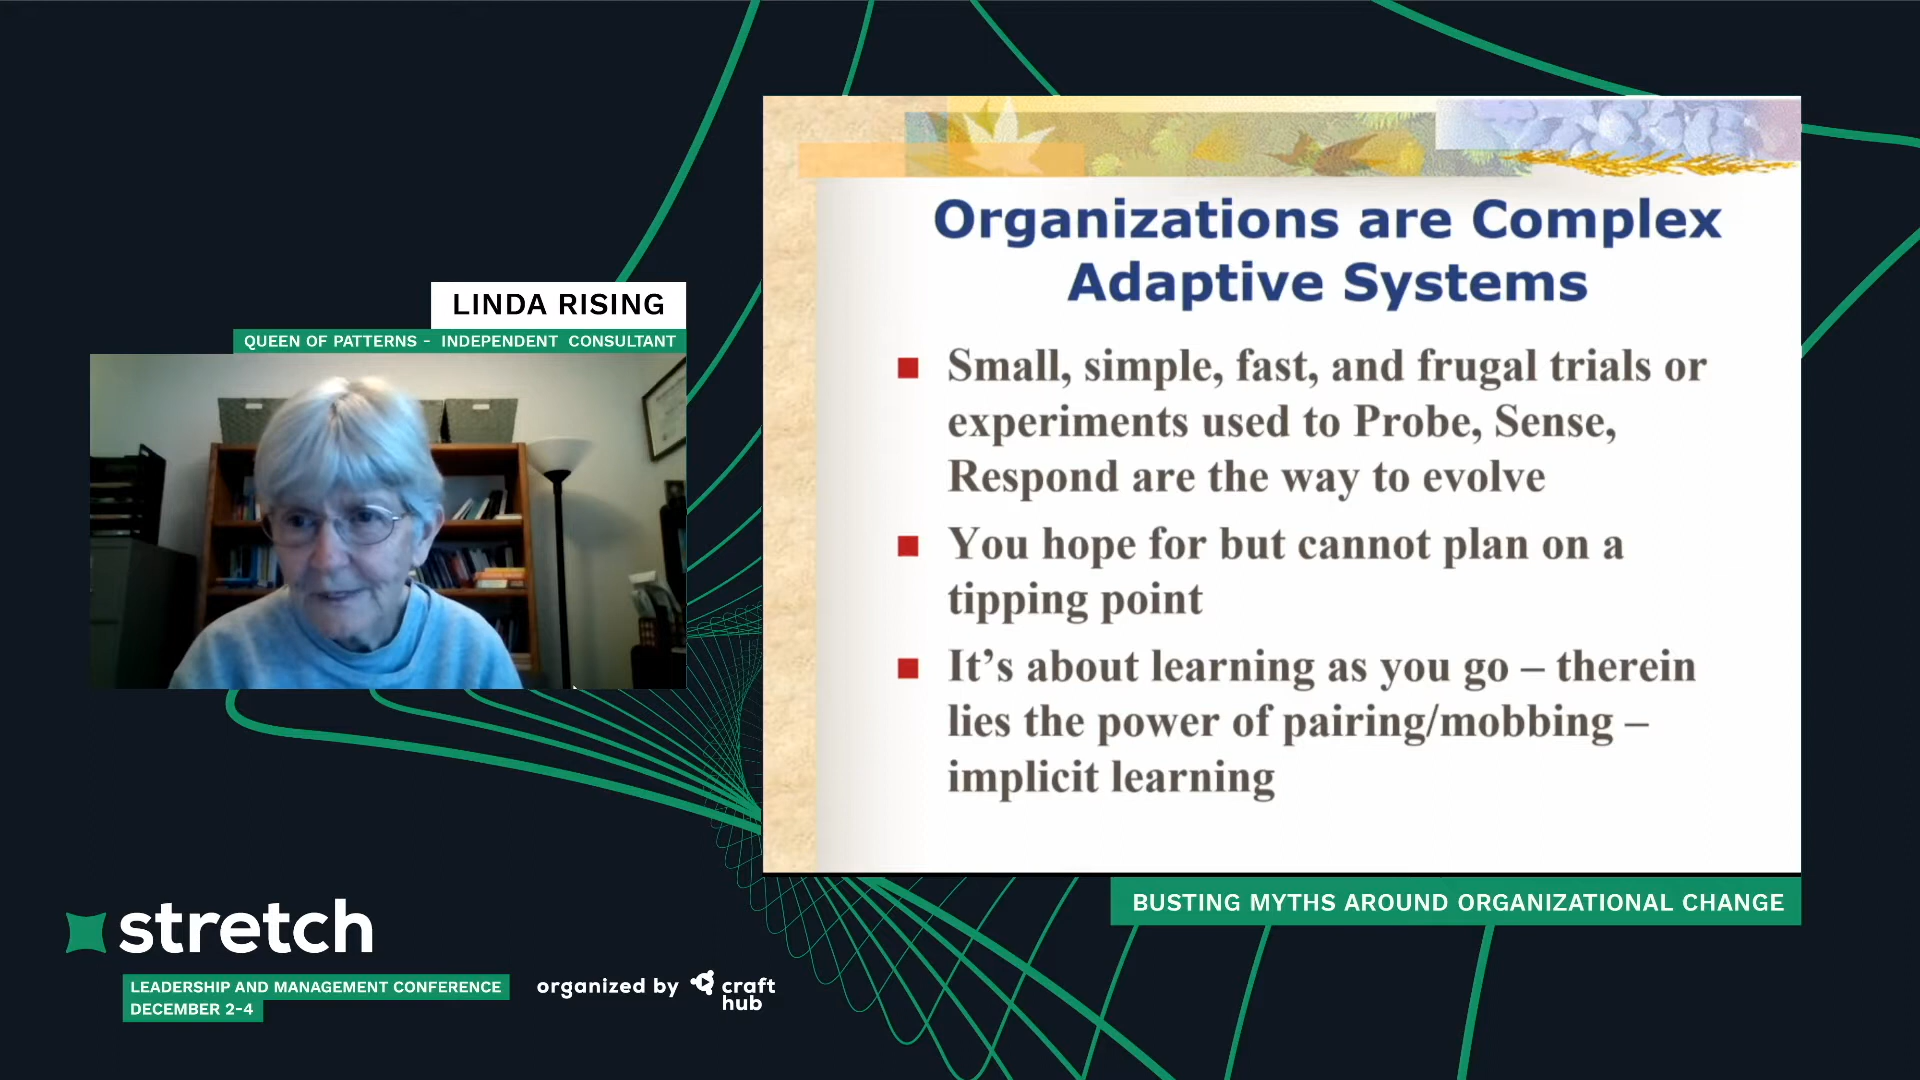 LINDA RISING
QUEEN OF PATTERNS - INDEPENDENT CONSULTANT
Organizations are Complex
Adaptive Systems
Small, simple, fast, and frugal trials or
experiments used to Probe, Sense,
Respond are the way to evolve
You hope for but cannot plan on a
tipping point
It’s about learning as you go – therein
lies the power of pairing/mobbing –
implicit learning
BUSTING MYTHS AROUND ORGANIZATIONAL CHANGE
stretch
LEADERSHIP AND MANAGEMENT CONFERENCE
DECEMBER 2-4
organized by craft
hub